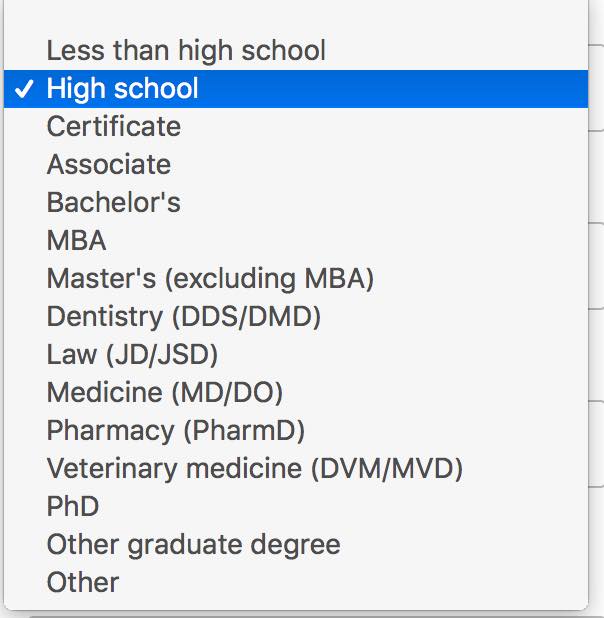 Less than high school
High school
Certificate
Associate
Bachelor's
MBA
Master's (excluding MBA)
Dentistry (DDS/DMD)
Law (JD/JSD)
Medicine (MD/DO)
Pharmacy (PharmD)
Veterinary medicine (DVM/MVD)
PhD
Other graduate degree
Other